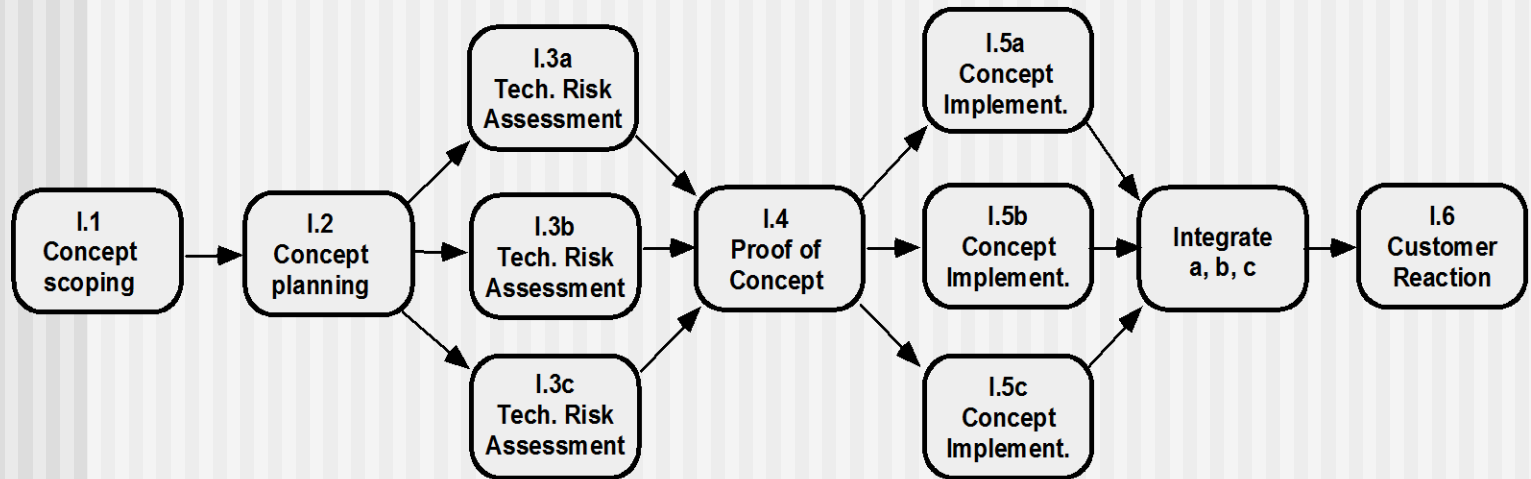 I.1
Concept
scoping
I.2
Concept
planning
I.3a
Tech. Risk
Assessment
I.3b
Tech. Risk
Assessment
I.3c
Tech. Risk
Assessment
I.4
Proof of
Concept
I.5a
Concept
Implement.
I.5b
Concept
Implement.
I.5c
Concept
Implement.
Integrate
a, b, c
I.6
Customer
Reaction